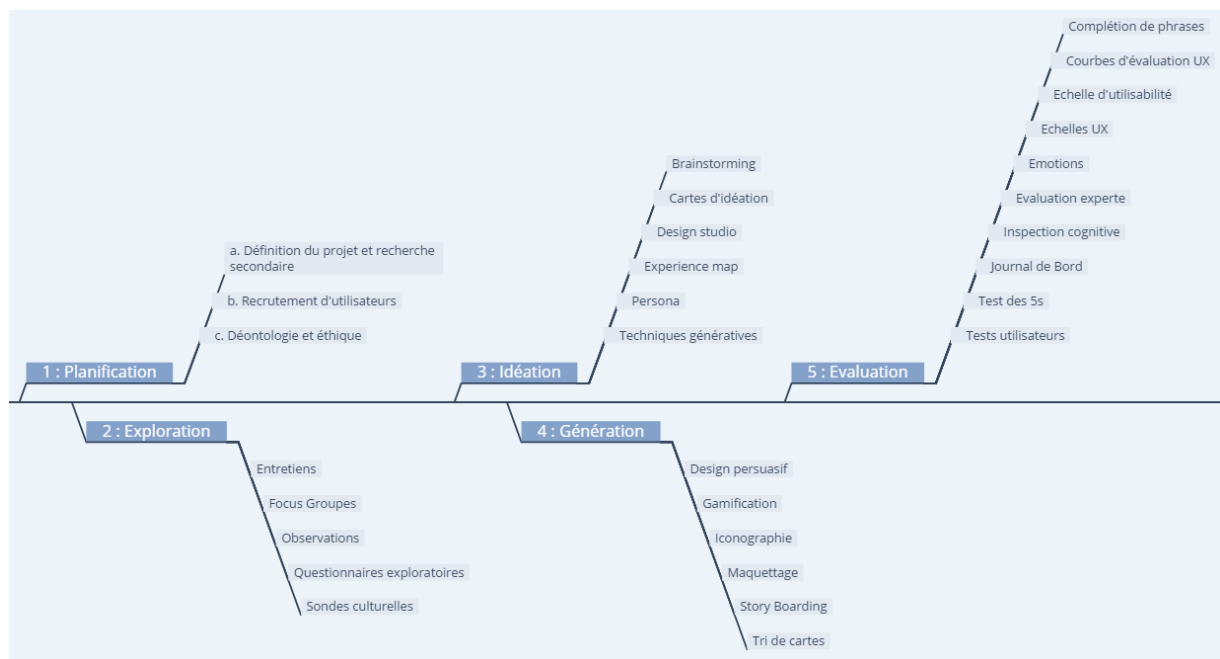 1 : Planification
a. Définition du projet et recherche
secondaire
b. Recrutement d'utilisateurs
c. Déontologie et éthique
2 : Exploration
Entretiens
Focus Groupes
Observations
Questionnaires exploratoires
Sondes culturelles
3 : Idéation
Brainstorming
Cartes d'idéation
Design studio
Experience map
Persona
Techniques génératives
4 : Génération
Design persuasif
Gamification
Iconographie
Maquettage
Story Boarding
Tri de cartes
5 : Evaluation
Complétion de phrases
Courbes d'évaluation UX
Echelle d'utilisabilité
Echelles UX
Emotions
Evaluation experte
Inspection cognitive
Journal de Bord
Test des 5s
Tests utilisateurs